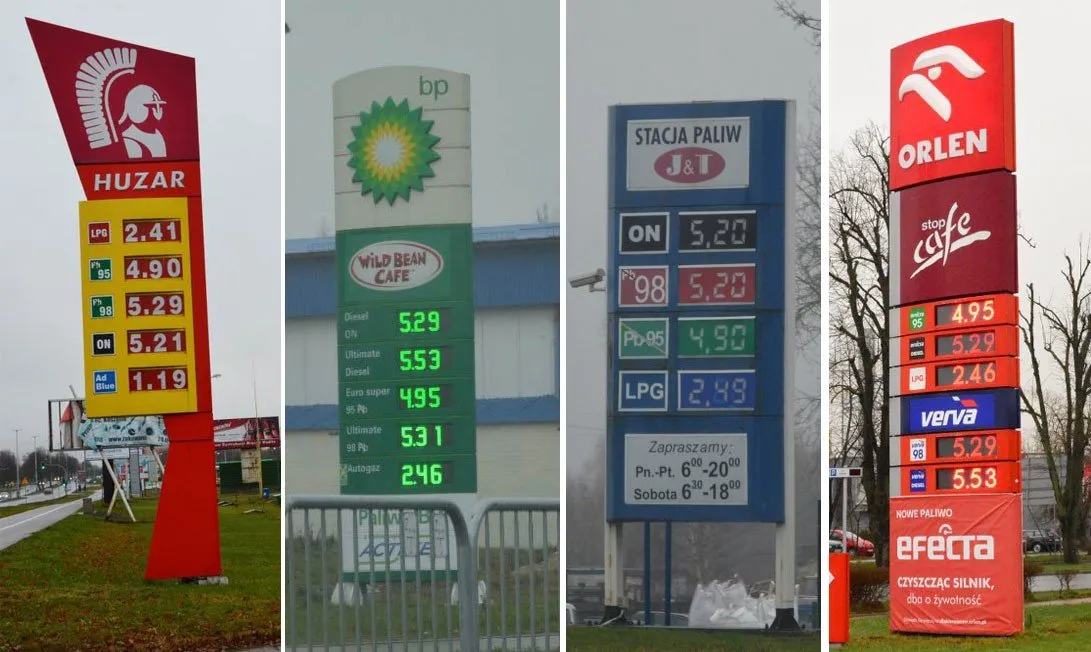 HUZAR
LPG 2.41
Pb 95 4.90
Pb 98 5.29
ON 5.21
Ad Blue 1.19
bp
WiLD BEAN
CAFE
Diesel
ON 5.29
Ultimate
Diesel 5.53
Euro super
95 Pb 4.95
Ultimate
98 Pb 5.31
Autogaz 2.46
STACJA PALIW
J&T
ON 5,20
Pb 98 5,20
Pb-95 4,90
LPG 2,49
Zapraszamy:
Pn.-Pt. 600-2000
Sobota 630-1800
ORLEN
stop
cafe
95 4.95
5.29
LPG 2.46
verva
verva 98 5.29
verva DIESEL 5.53
NOWE PALIWO
EFECTA
CZYSZCZĄC SILNIK,
dba o żywotność